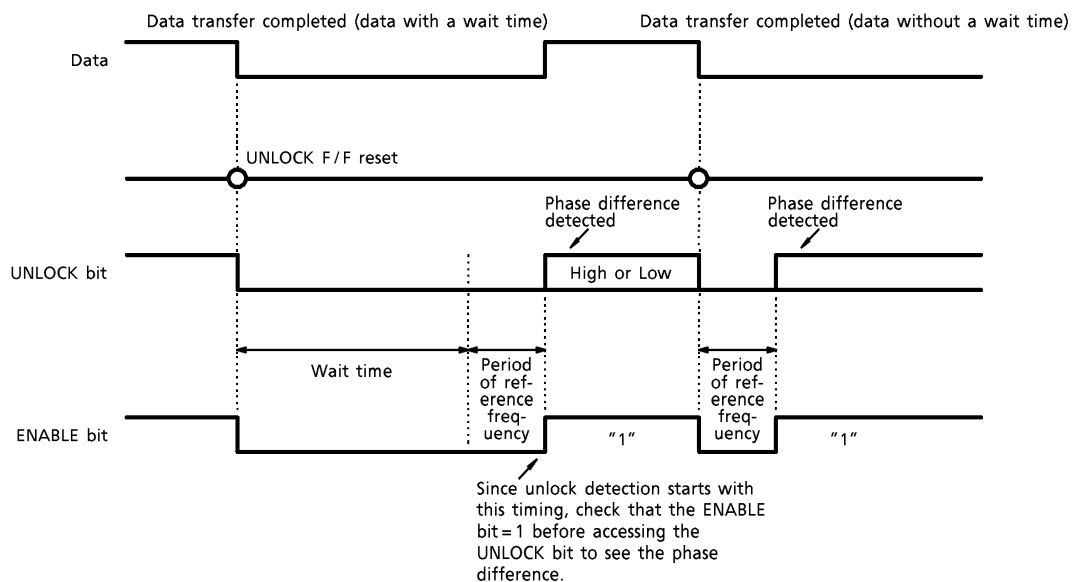 Data transfer completed (data with a wait time)
Data transfer completed (data without a wait time)
Data
UNLOCK F/F reset
Phase difference
detected
Phase difference
detected
UNLOCK bit
High or Low
Wait time
Period
of ref-
erence
freq-
uency
Period
of ref-
erence
freq-
uency
ENABLE bit
"1"
"1"
Since unlock detection starts with
this timing, check that the ENABLE
bit=1 before accessing the
UNLOCK bit to see the phase
difference.